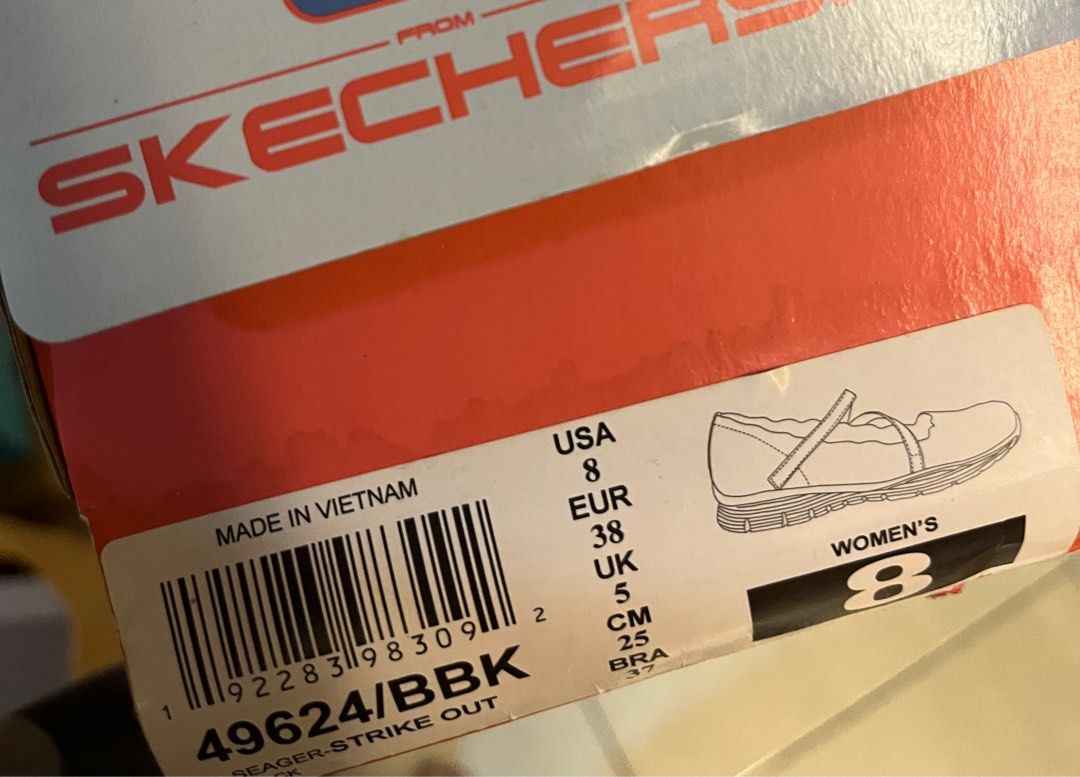 FROM
SKECHERS
MADE IN VIETNAM
1 92283 98309 2
49624/BBK
SEAGER-STRIKE OUT
USA
8
EUR
38
UK
5
CM
25
BRA
37
WOMEN'S
8